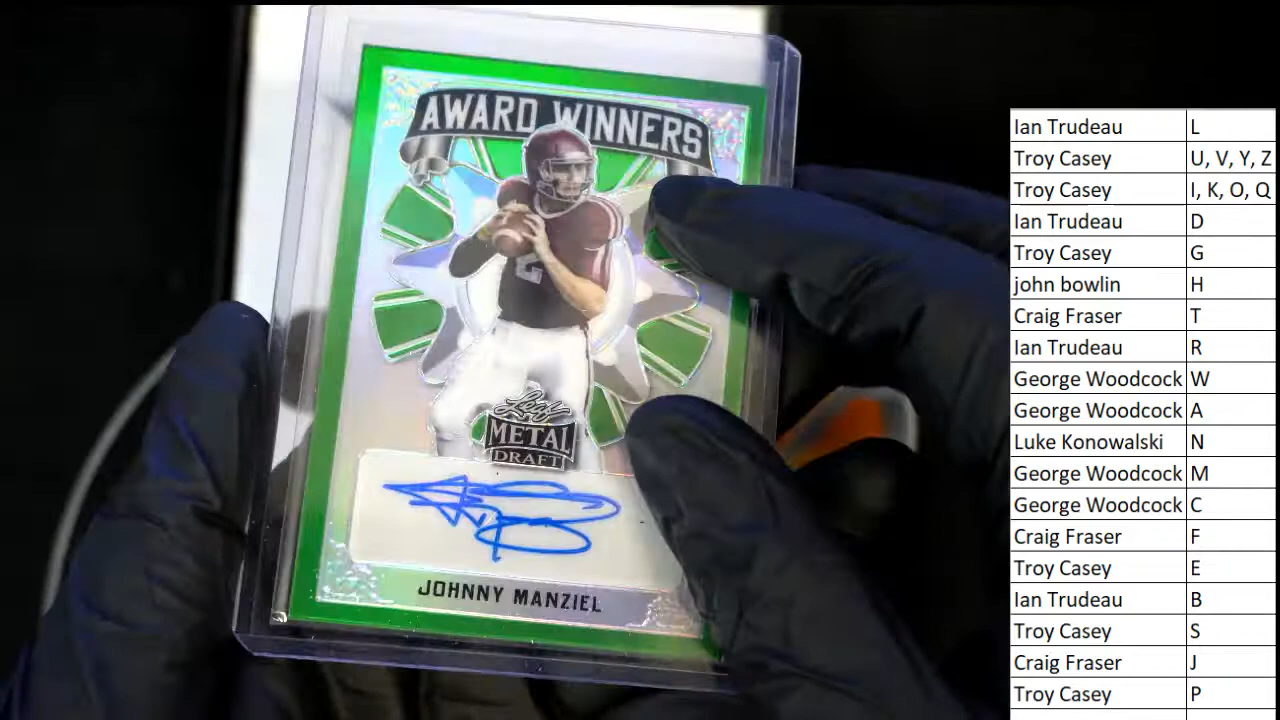 AWARD WINNERS
2
Leaf
METAL
DRAFT
JOHNNY MANZIEL
Ian Trudeau L
Troy Casey U, V, Y, Z
Troy Casey I, K, O, Q
Ian Trudeau D
Troy Casey G
john bowlin H
Craig Fraser T
Ian Trudeau R
George Woodcock W
George Woodcock A
Luke Konowalski N
George Woodcock M
George Woodcock C
Craig Fraser F
Troy Casey E
Ian Trudeau B
Troy Casey S
Craig Fraser J
Troy Casey P